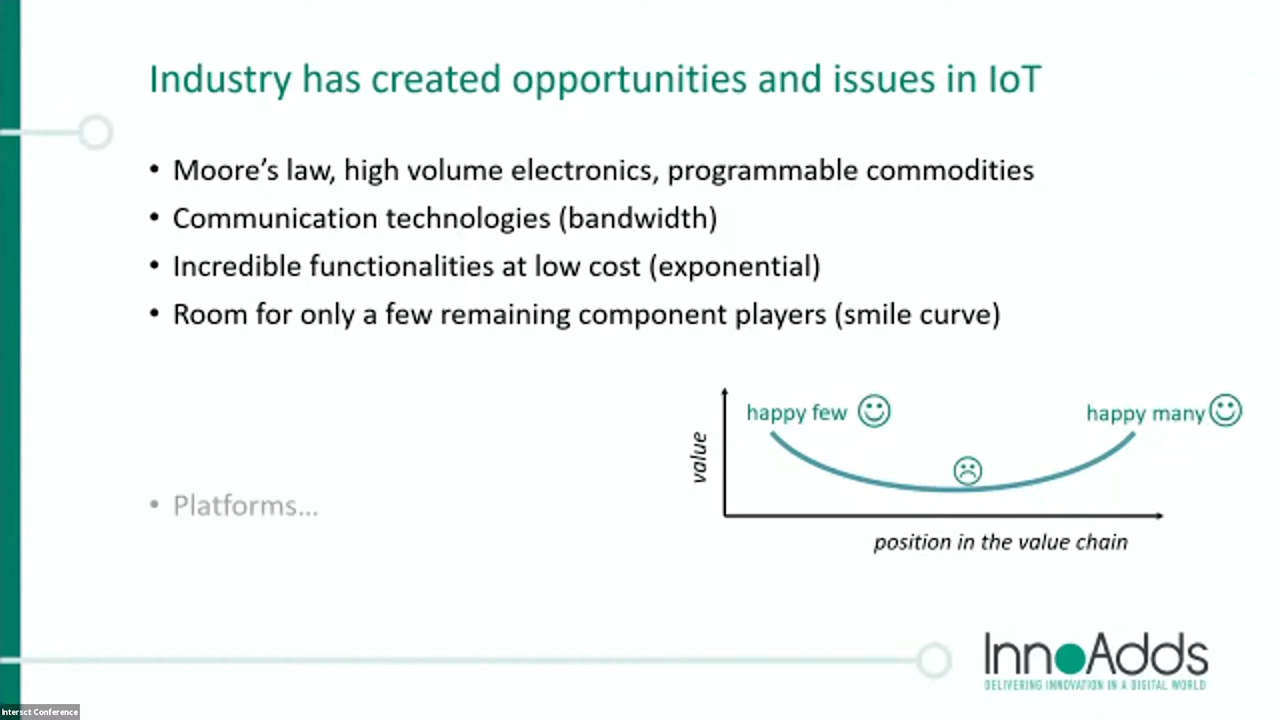 Industry has created opportunities and issues in IoT
• Moore’s law, high volume electronics, programmable commodities
• Communication technologies (bandwidth)
• Incredible functionalities at low cost (exponential)
• Room for only a few remaining component players (smile curve)
happy few
happy many
value
• Platforms...
position in the value chain
InnoAdds
DELIVERING INNOVATION IN A DIGITAL WORLD
Intersct Conference